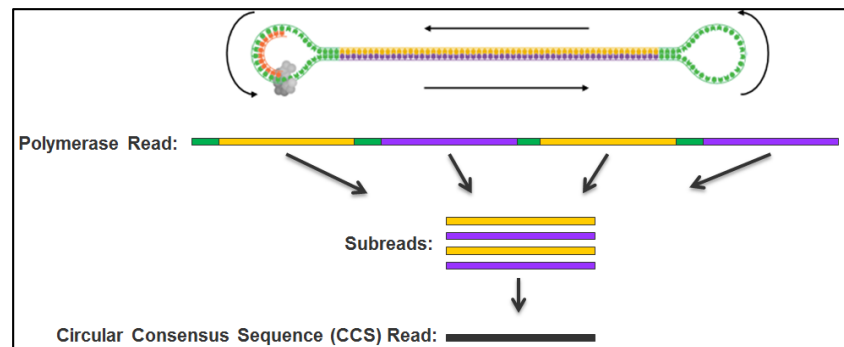 Polymerase Read:
Subreads:
Circular Consensus Sequence (CCS) Read: